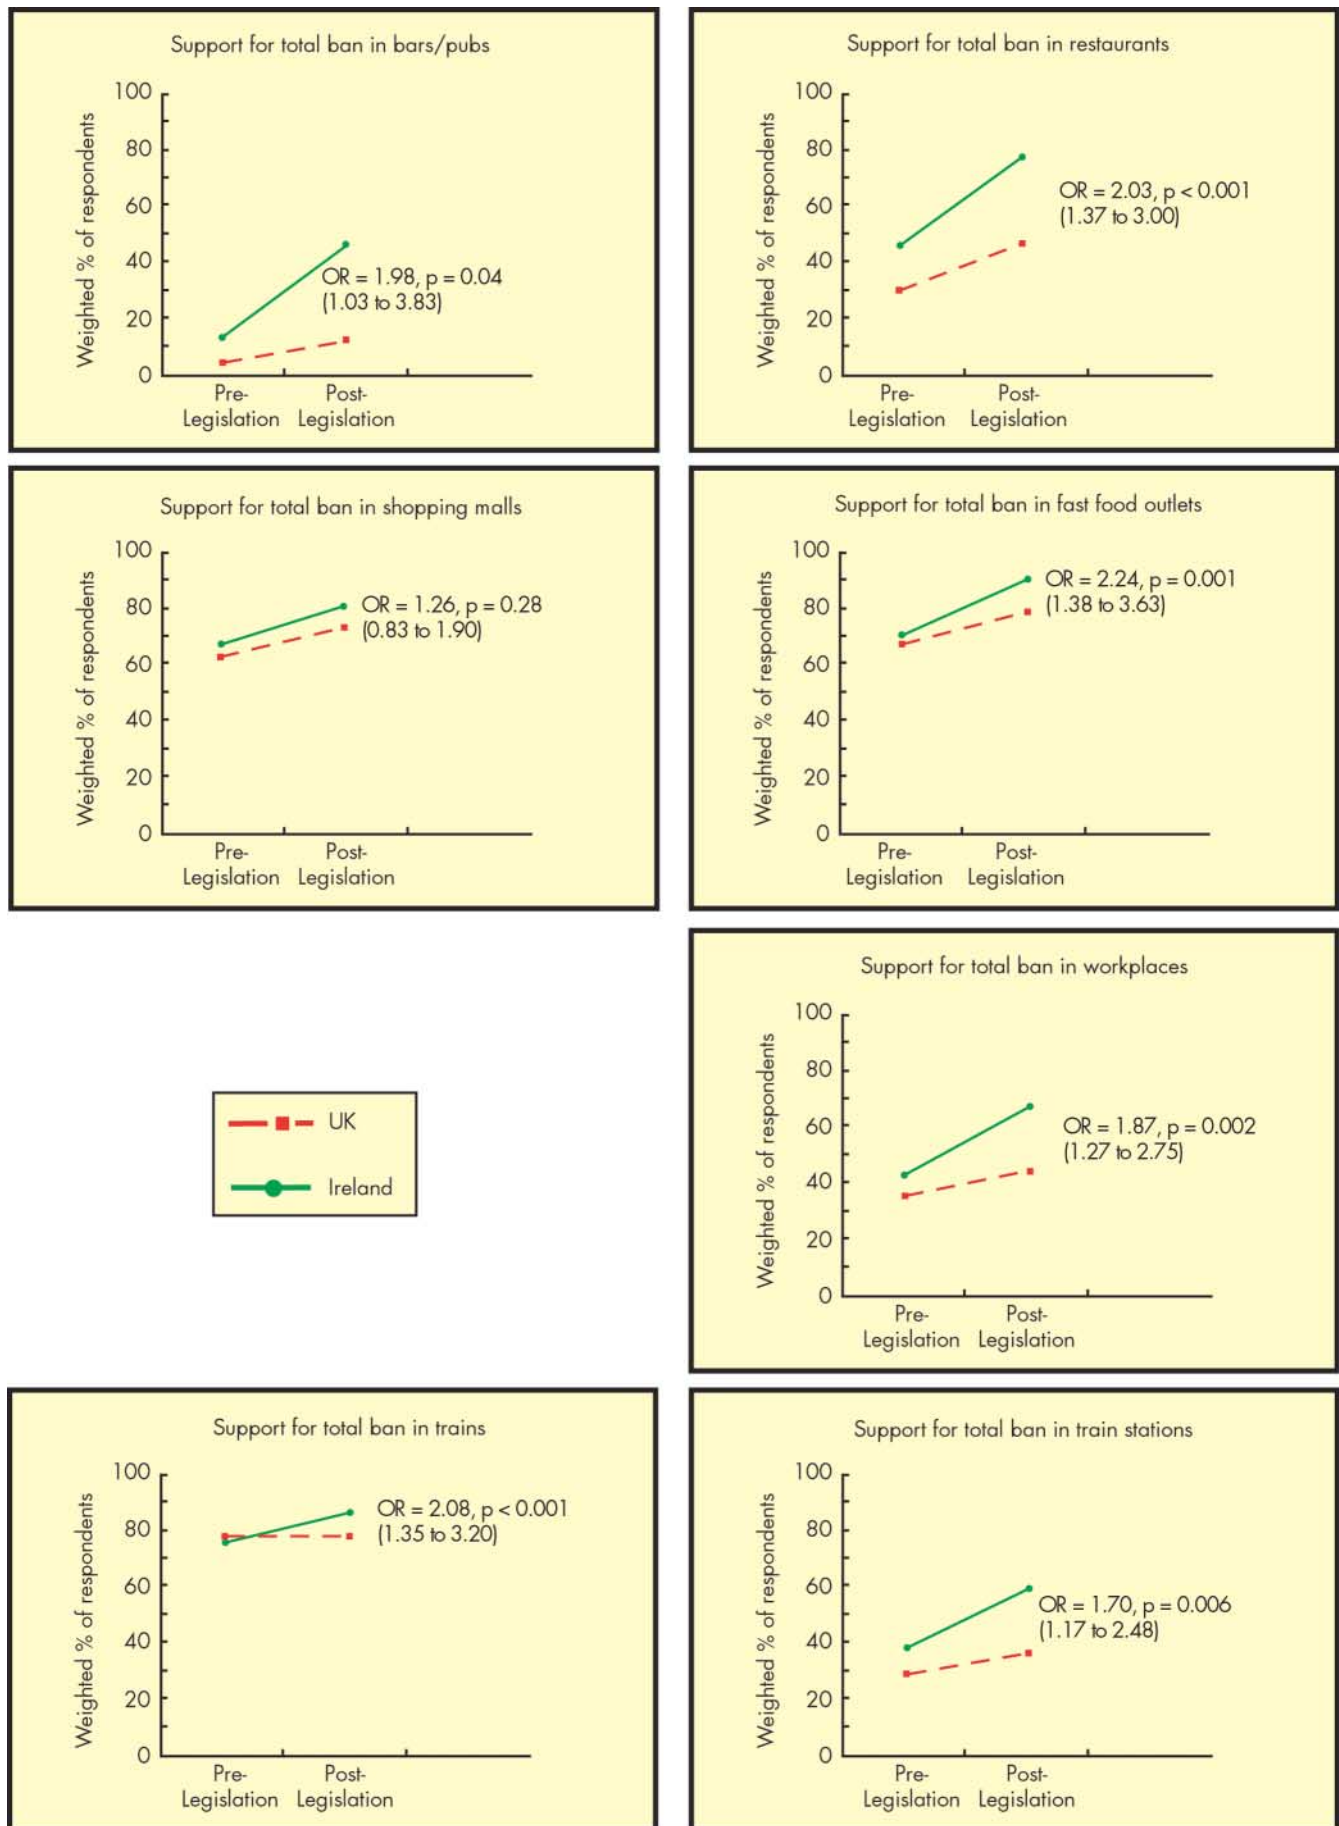 Support for total ban in bars/pubs
Weighted % of respondents
100
80
60
40
20
0
OR = 1.98, p = 0.04
(1.03 to 3.83)
Pre-
Legislation
Post-
Legislation
Support for total ban in restaurants
Weighted % of respondents
100
80
60
40
20
0
OR = 2.03, p < 0.001
(1.37 to 3.00)
Pre-
Legislation
Post-
Legislation
Support for total ban in shopping malls
Weighted % of respondents
100
80
60
40
20
0
OR = 1.26, p = 0.28
(0.83 to 1.90)
Pre-
Legislation
Post-
Legislation
Support for total ban in fast food outlets
Weighted % of respondents
100
80
60
40
20
0
OR = 2.24, p = 0.001
(1.38 to 3.63)
Pre-
Legislation
Post-
Legislation
UK
Ireland
Support for total ban in workplaces
Weighted % of respondents
100
80
60
40
20
0
OR = 1.87, p = 0.002
(1.27 to 2.75)
Pre-
Legislation
Post-
Legislation
Support for total ban in trains
Weighted % of respondents
100
80
60
40
20
0
OR = 2.08, p < 0.001
(1.35 to 3.20)
Pre-
Legislation
Post-
Legislation
Support for total ban in train stations
Weighted % of respondents
100
80
60
40
20
0
OR = 1.70, p = 0.006
(1.17 to 2.48)
Pre-
Legislation
Post-
Legislation